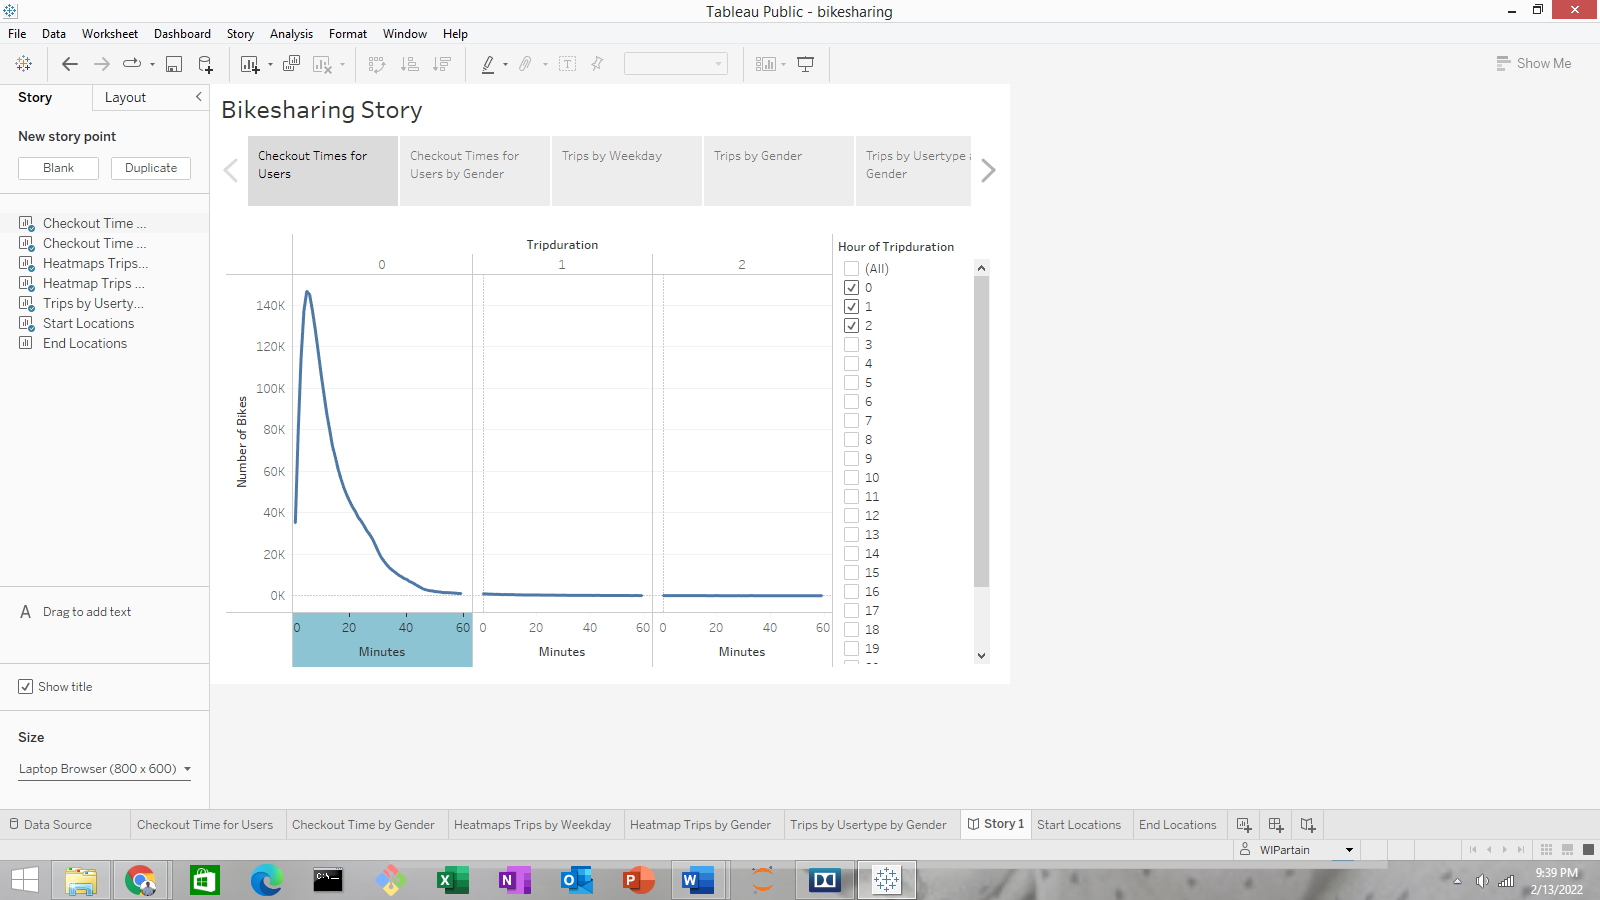 Tableau Public - bikesharing
File Data Worksheet Dashboard Story Analysis Format Window Help
Show Me
Story Layout
New story point
Blank Duplicate
Checkout Time ...
Checkout Time ...
Heatmaps Trips...
Heatmap Trips ...
Trips by Userty...
Start Locations
End Locations
A Drag to add text
Show title
Size
Laptop Browser (800 x 600)
Bikesharing Story
Checkout Times for
Users
Checkout Times for
Users by Gender
Trips by Weekday
Trips by Gender
Trips by Usertype
Gender
Tripduration
0 1 2
140K
120K
100K
80K
60K
40K
20K
0K
Number of Bikes
0 20 40 60 0 20 40 60 0 20 40 60
Minutes Minutes Minutes
Hour of Tripduration
(All)
0
1
2
3
4
5
6
7
8
9
10
11
12
13
14
15
16
17
18
19
Data Source Checkout Time for Users Checkout Time by Gender Heatmaps Trips by Weekday Heatmap Trips by Gender Trips by Usertype by Gender Story 1 Start Locations End Locations
WIPartain
9:39 PM
2/13/2022